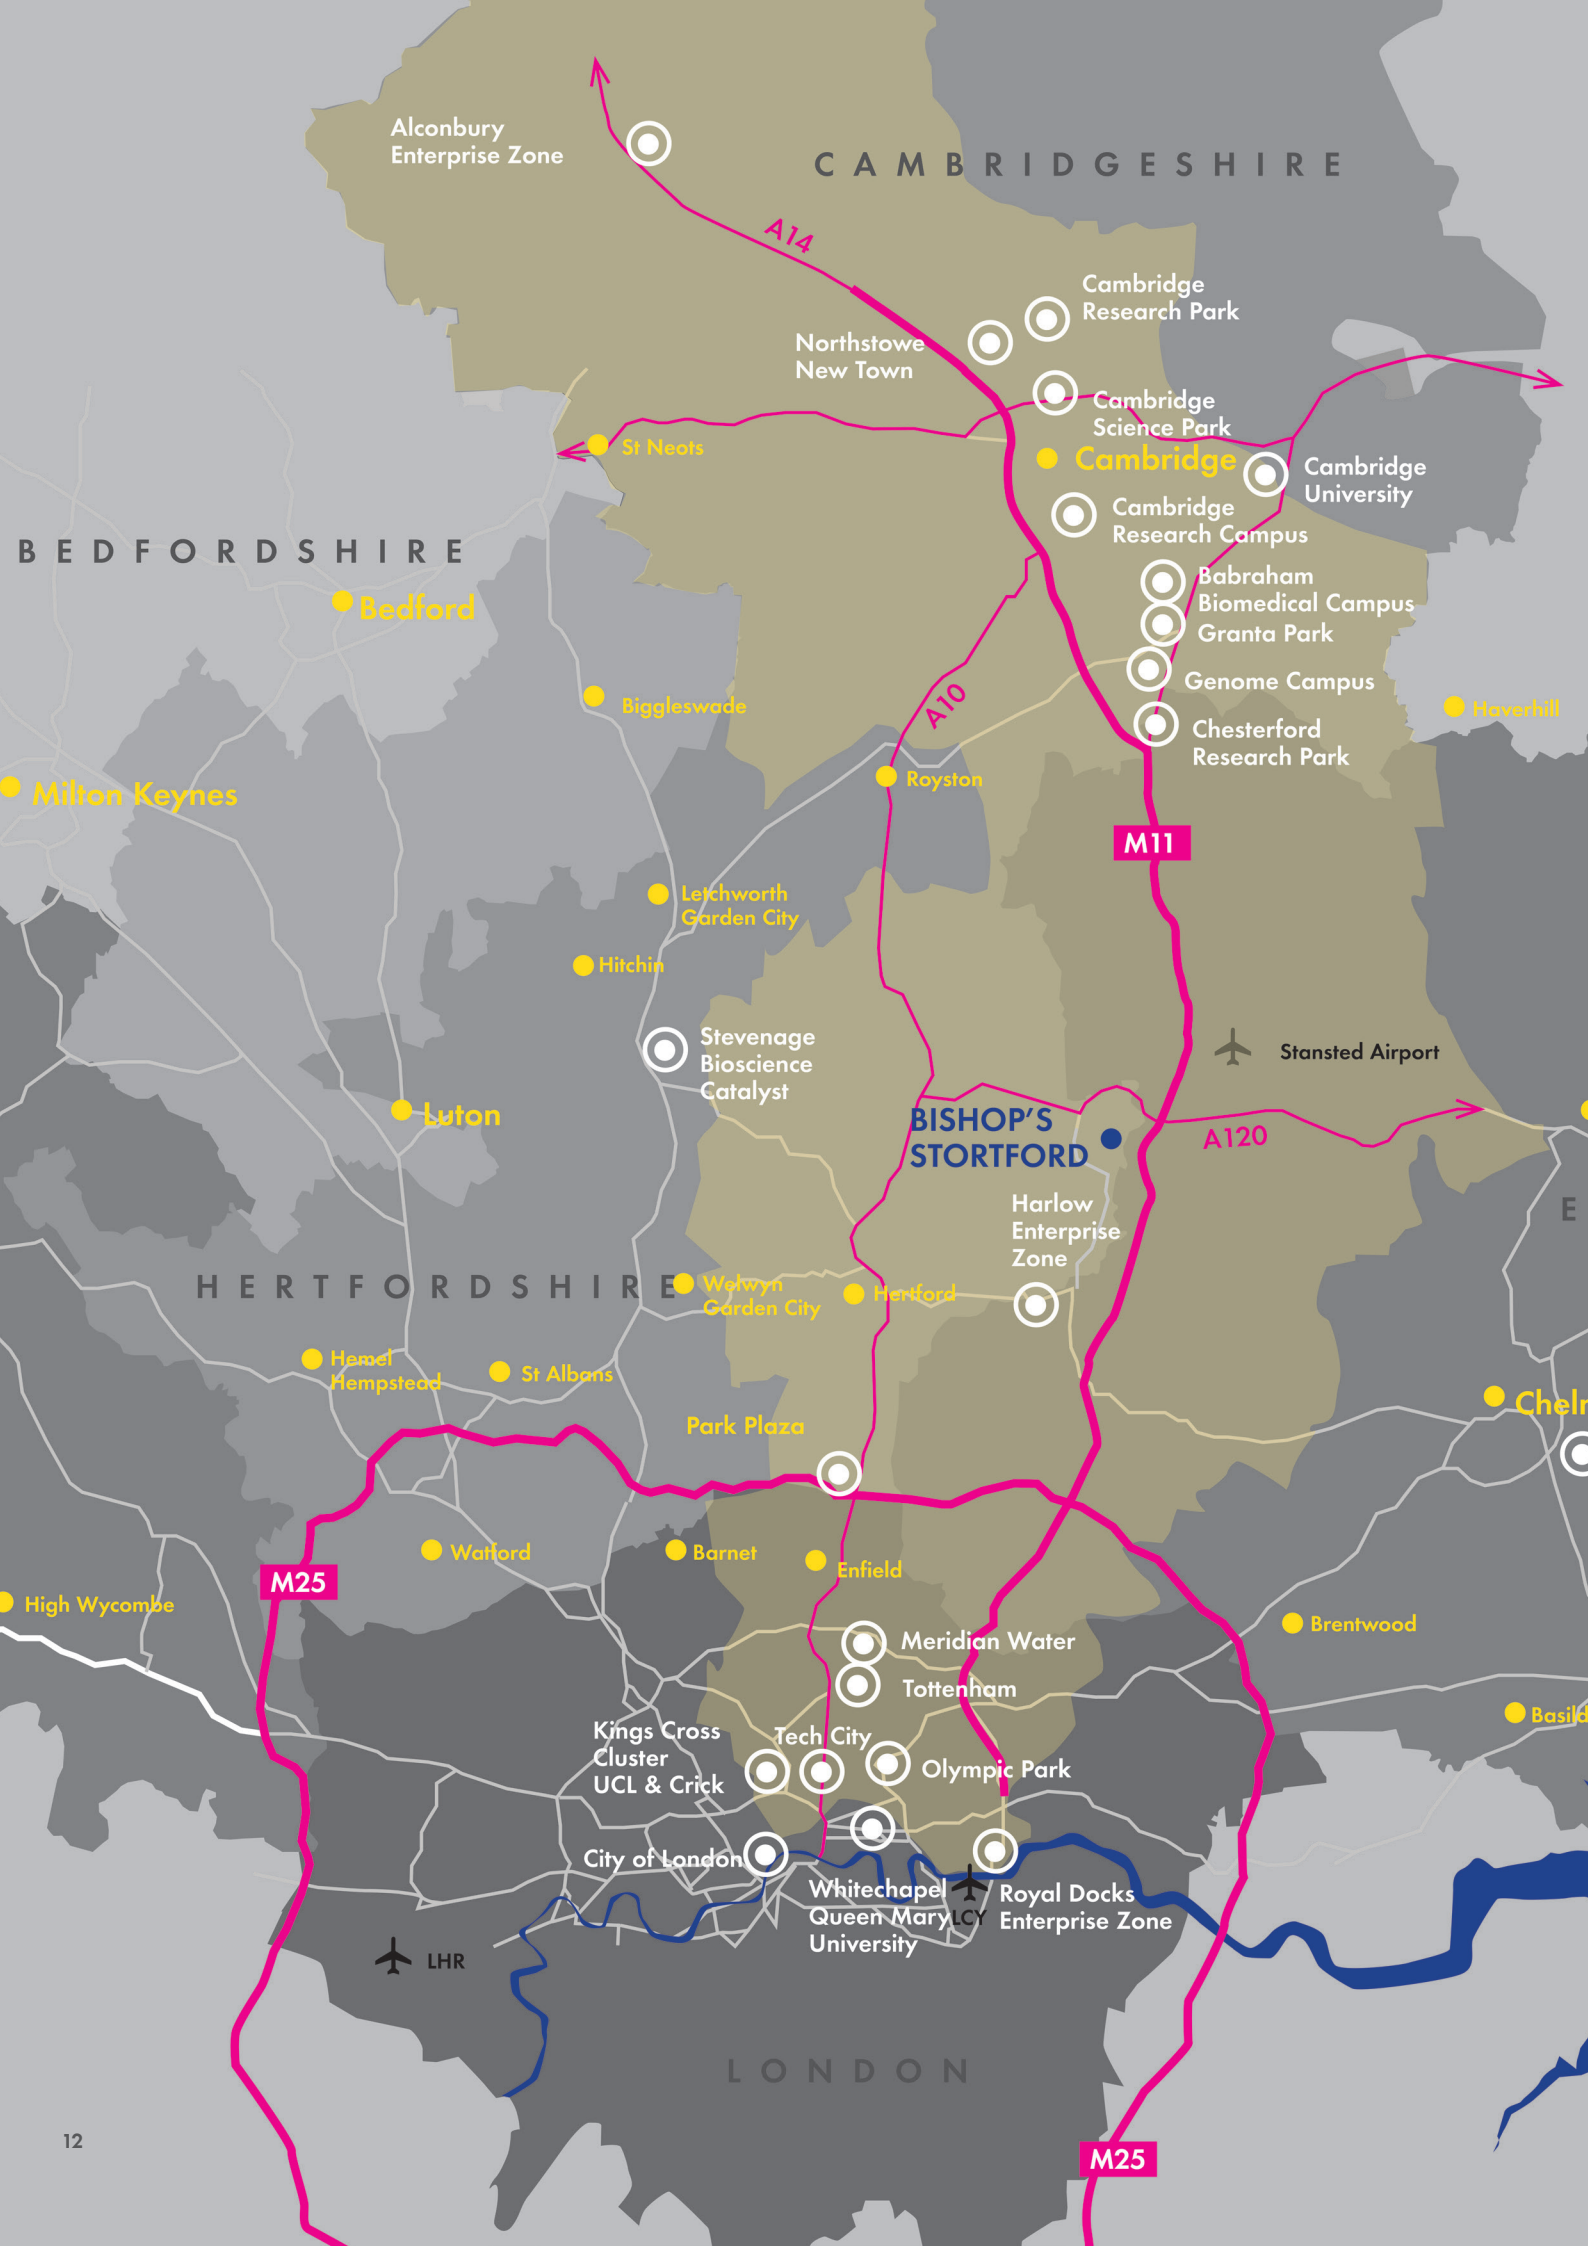 Alconbury
Enterprise Zone
CAMBRIDGESHIRE
A14
Cambridge
Research Park
Northstowe
New Town
Cambridge
Science Park
St Neots
Cambridge
Cambridge
University
Cambridge
Research Campus
BEDFORDSHIRE
Babraham
Biomedical Campus
Bedford
Granta Park
Genome Campus
A10
Biggleswade
Haverhill
Chesterford
Research Park
Royston
Milton Keynes
M11
Letchworth
Garden City
Hitchin
Stevenage
Bioscience
Catalyst
Stansted Airport
Luton
BISHOP'S
STORTFORD
A120
Harlow
Enterprise
Zone
E
HERTFORDSHIRE
Welwyn
Garden City
Hertford
Hemel
Hempstead
St Albans
Chelm
Park Plaza
Watford
Barnet
Enfield
M25
High Wycombe
Brentwood
Meridian Water
Tottenham
Basild
Kings Cross
Cluster
UCL & Crick
Tech City
Olympic Park
City of London
Whitechapel
Queen Mary
University
LCY
Royal Docks
Enterprise Zone
LHR
LONDON
12
M25